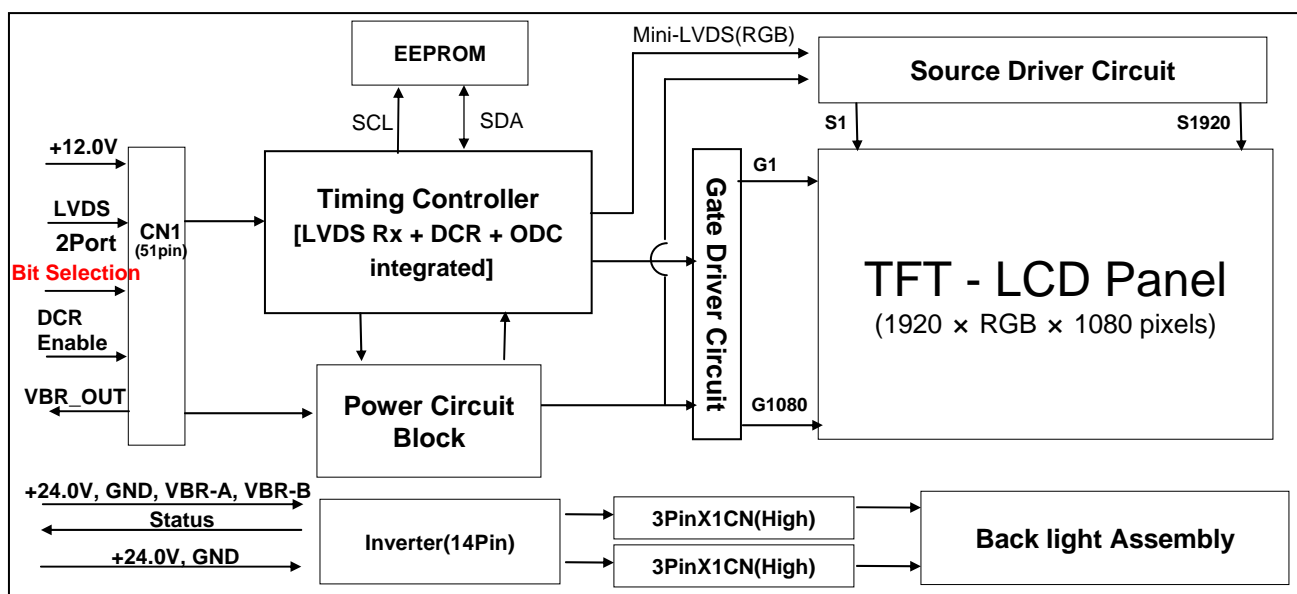 EEPROM
Mini-LVDS(RGB)
Source Driver Circuit
SCL
SDA
S1
S1920
+12.0V
LVDS
2Port
Bit Selection
DCR
Enable
VBR_OUT
CN1
(51pin)
Timing Controller
[LVDS Rx + DCR + ODC
integrated]
Power Circuit
Block
Gate Driver Circuit
G1
G1080
TFT - LCD Panel
(1920 × RGB × 1080 pixels)
+24.0V, GND, VBR-A, VBR-B
Status
+24.0V, GND
Inverter(14Pin)
3PinX1CN(High)
3PinX1CN(High)
Back light Assembly